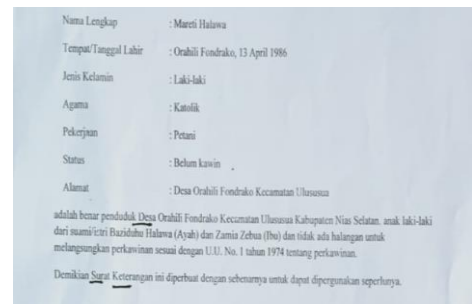 Nama Lengkap : Mareti Halawa
Tempat/Tanggal Lahir : Orahili Fondrako, 13 April 1986
Jenis Kelamin : Laki-laki
Agama : Katolik
Pekerjaan : Petani
Status : Belum kawin
Alamat : Desa Orahili Fondrako Kecamatan Ulususua
adalah benar penduduk Desa Orahili Fondrako Kecamatan Ulususua Kabupaten Nias Selatan, anak laki-laki
dari suami/istri Baziduhu Halawa (Ayah) dan Zamia Zebua (Ibu) dan tidak ada halangan untuk
melangsungkan perkawinan sesuai dengan U.U. No. 1 tahun 1974 tentang perkawinan.
Demikian Surat Keterangan ini diperbuat dengan sebenarnya untuk dapat dipergunakan seperlunya.